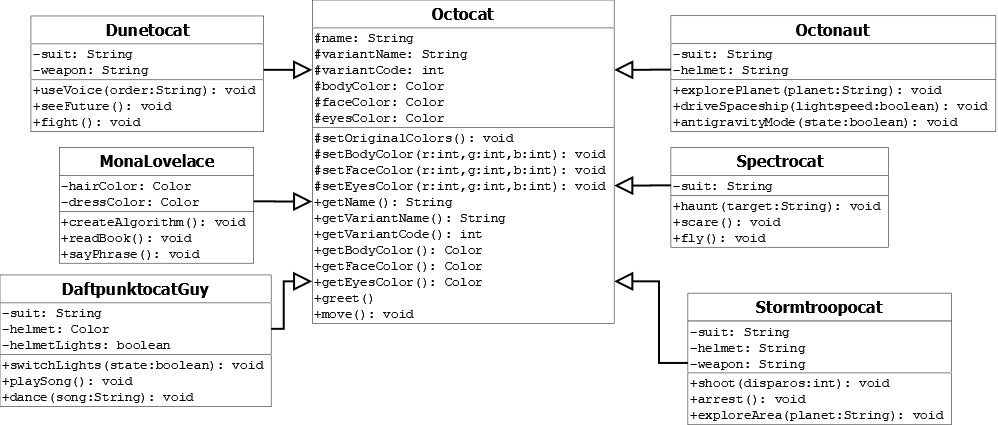 Dunetocat
-suit: String
-weapon: String
+useVoice(order:String): void
+seeFuture(): void
+fight(): void
MonaLovelace
-hairColor: Color
-dressColor: Color
+createAlgorithm(): void
+readBook(): void
+sayPhrase(): void
DaftpunktocatGuy
-suit: String
-helmet: Color
-helmetLights: boolean
+switchLights(state:boolean): void
+playSong(): void
+dance(song:String): void
Octocat
#name: String
#variantName: String
#variantCode: int
#bodyColor: Color
#faceColor: Color
#eyesColor: Color
#setOriginalColors(): void
#setBodyColor(r:int,g:int,b:int): void
#setFaceColor(r:int,g:int,b:int): void
#setEyesColor(r:int,g:int,b:int): void
+getName(): String
+getVariantName(): String
+getVariantCode(): int
+getBodyColor(): Color
+getFaceColor(): Color
+getEyesColor(): Color
+greet()
+move(): void
Octonaut
-suit: String
-helmet: String
+explorePlanet(planet:String): void
+driveSpaceship(lightspeed:boolean): void
+antigravityMode(state:boolean): void
Spectrocat
-suit: String
+haunt(target:String): void
+scare(): void
+fly(): void
Stormtroopocat
-suit: String
-helmet: String
-weapon: String
+shoot(disparos:int): void
+arrest(): void
+exploreArea(planet:String): void